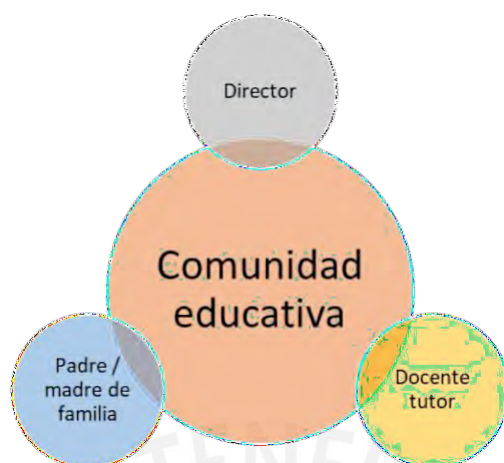 Director
Comunidad
educativa
Padre /
madre de
familia
Docente
tutor